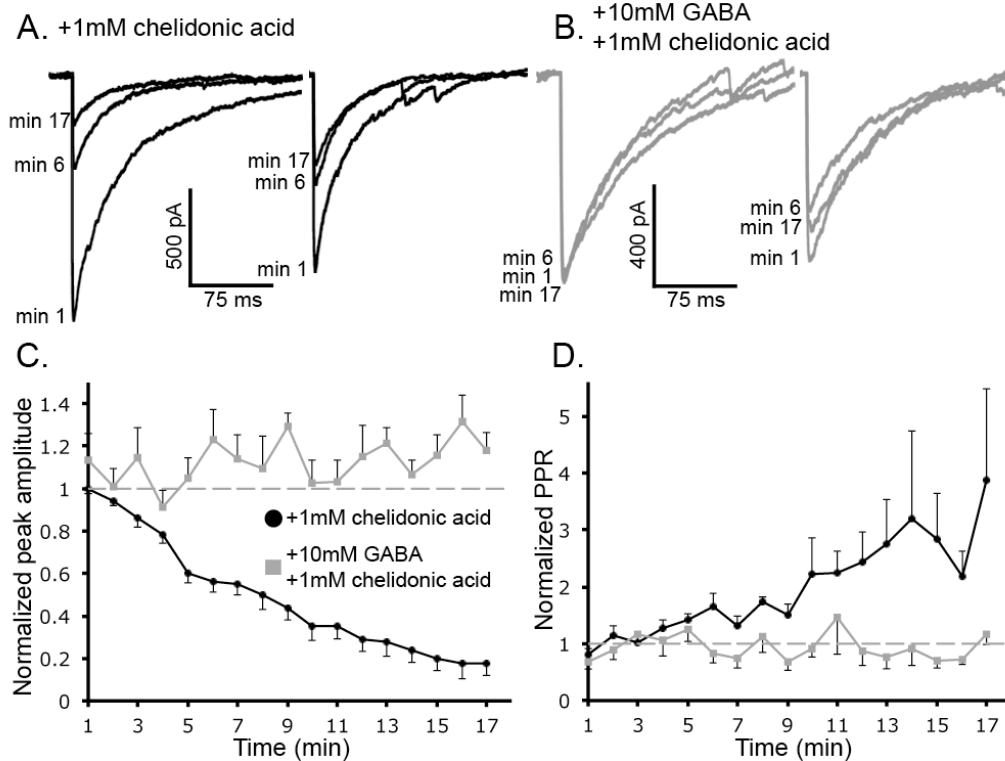 A. +1mM chelidonic acid
B. +10mM GABA
+1mM chelidonic acid
min 17
min 6
min 1
500 pA
75 ms
min 17
min 6
min 1
min 6
min 1
min 17
400 pA
75 ms
min 6
min 17
min 1
C.
Normalized peak amplitude
1.4
1.2
1
0.8
0.6
0.4
0.2
0
+1mM chelidonic acid
+10mM GABA
+1mM chelidonic acid
1 3 5 7 9 11 13 15 17
Time (min)
D.
Normalized PPR
5
4
3
2
1
0
1 3 5 7 9 11 13 15 17
Time (min)